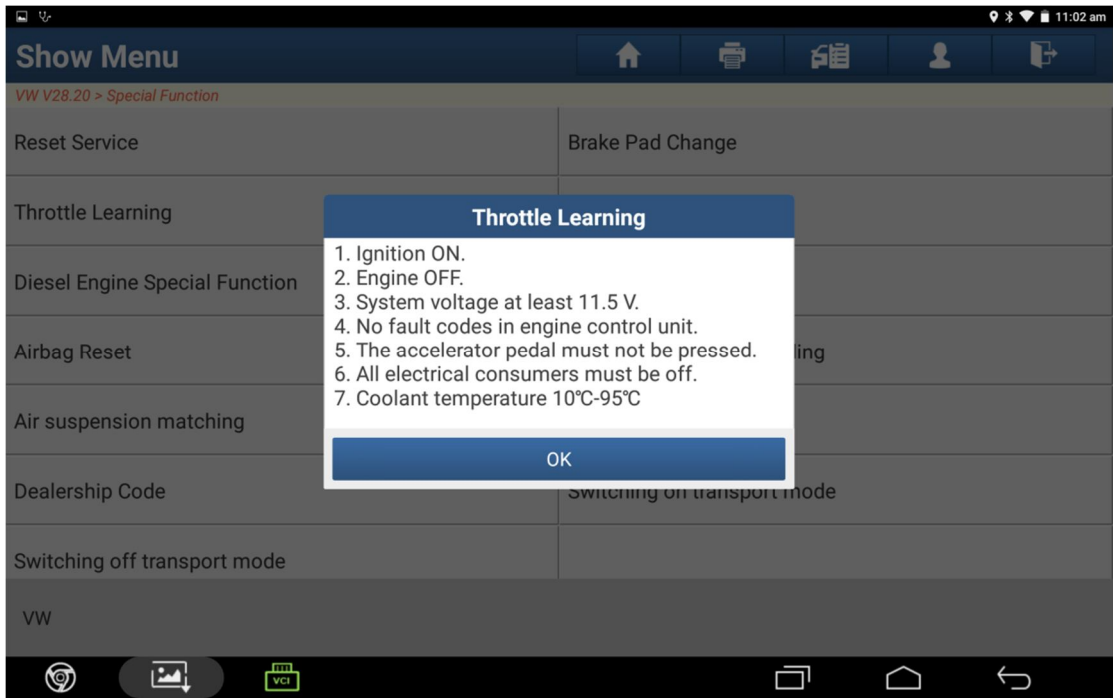 11:02 am
Show Menu
VW V28.20 > Special Function
Reset Service
Brake Pad Change
Throttle Learning
Diesel Engine Special Function
Airbag Reset
Air suspension matching
Dealership Code
Switching on transport mode
Switching off transport mode
Throttle Learning
1. Ignition ON.
2. Engine OFF.
3. System voltage at least 11.5 V.
4. No fault codes in engine control unit.
5. The accelerator pedal must not be pressed.
6. All electrical consumers must be off.
7. Coolant temperature 10℃-95℃
OK
VW
VCI